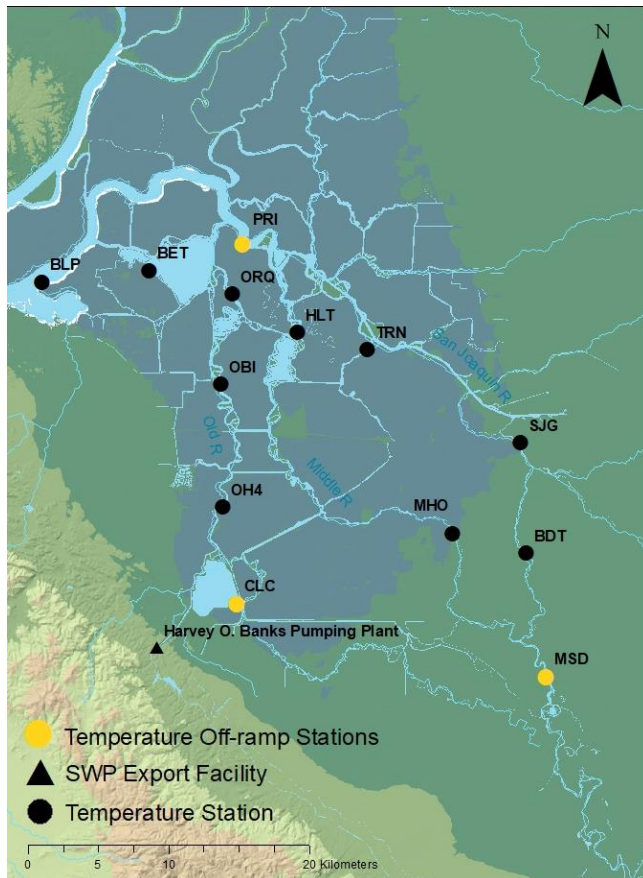 N
PRI
BET
BLP
ORQ
HLT
TRN
San Joaquin R
OBI
Old R
SJG
Middle R
OH4
MHO
BDT
CLC
Harvey O. Banks Pumping Plant
MSD
Temperature Off-ramp Stations
SWP Export Facility
Temperature Station
0 5 10 20 Kilometers